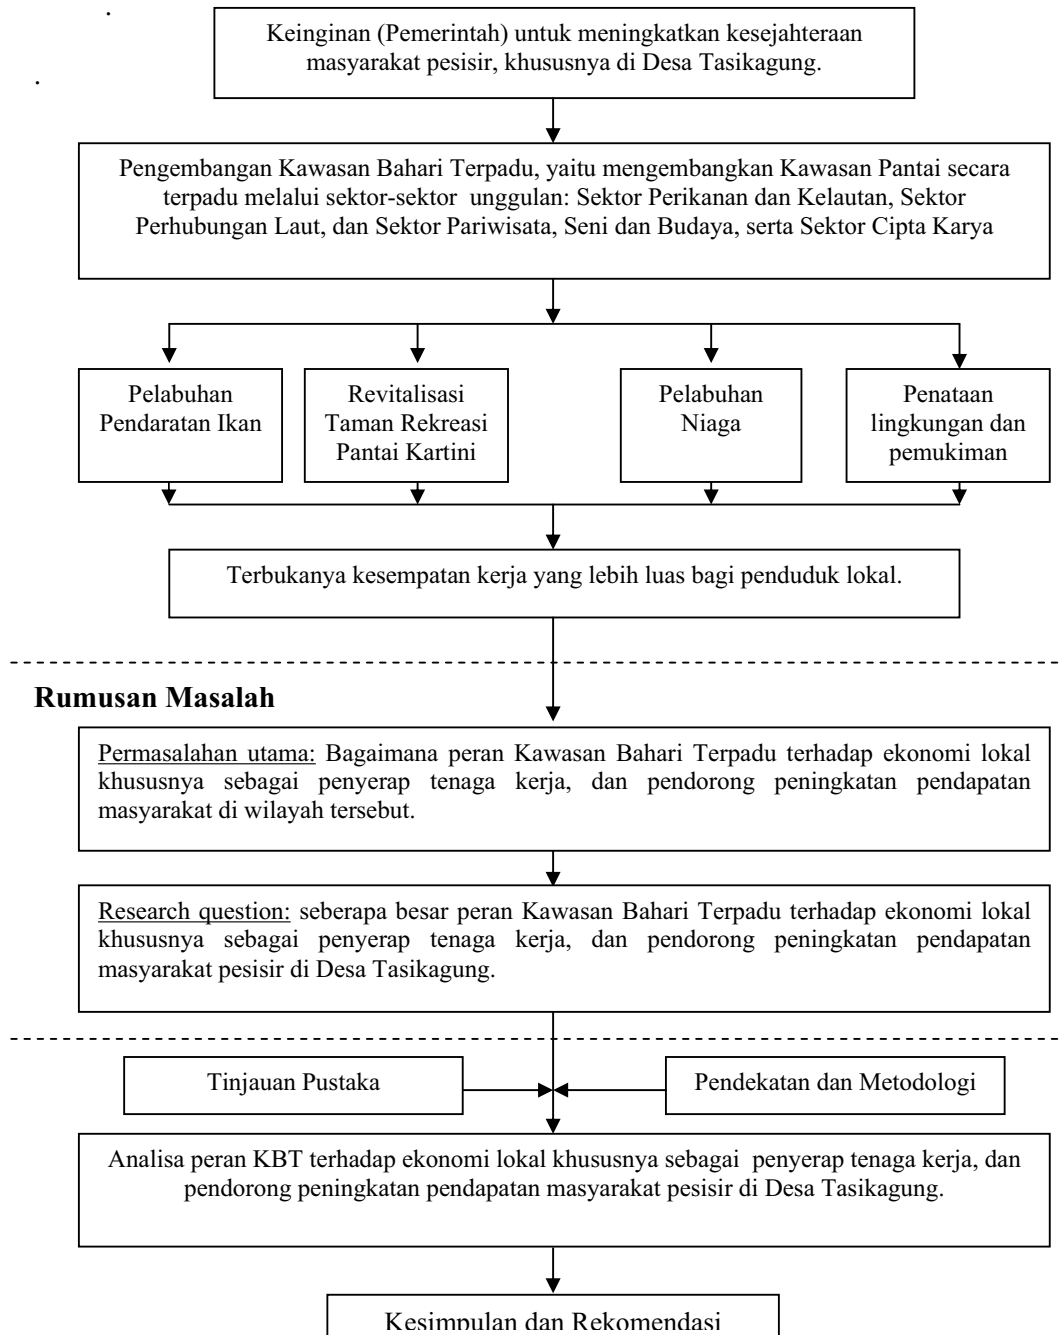 Keinginan (Pemerintah) untuk meningkatkan kesejahteraan
masyarakat pesisir, khususnya di Desa Tasikagung.
Pengembangan Kawasan Bahari Terpadu, yaitu mengembangkan Kawasan Pantai secara
terpadu melalui sektor-sektor unggulan: Sektor Perikanan dan Kelautan, Sektor
Perhubungan Laut, dan Sektor Pariwisata, Seni dan Budaya, serta Sektor Cipta Karya
Pelabuhan
Pendaratan Ikan
Revitalisasi
Taman Rekreasi
Pantai Kartini
Pelabuhan
Niaga
Penataan
lingkungan dan
pemukiman
Terbukanya kesempatan kerja yang lebih luas bagi penduduk lokal.
Rumusan Masalah
Permasalahan utama: Bagaimana peran Kawasan Bahari Terpadu terhadap ekonomi lokal
khususnya sebagai penyerap tenaga kerja, dan pendorong peningkatan pendapatan
masyarakat di wilayah tersebut.
Research question: seberapa besar peran Kawasan Bahari Terpadu terhadap ekonomi lokal
khususnya sebagai penyerap tenaga kerja, dan pendorong peningkatan pendapatan
masyarakat pesisir di Desa Tasikagung.
Tinjauan Pustaka
Pendekatan dan Metodologi
Analisa peran KBT terhadap ekonomi lokal khususnya sebagai penyerap tenaga kerja, dan
pendorong peningkatan pendapatan masyarakat pesisir di Desa Tasikagung.
Kesimpulan dan Rekomendasi